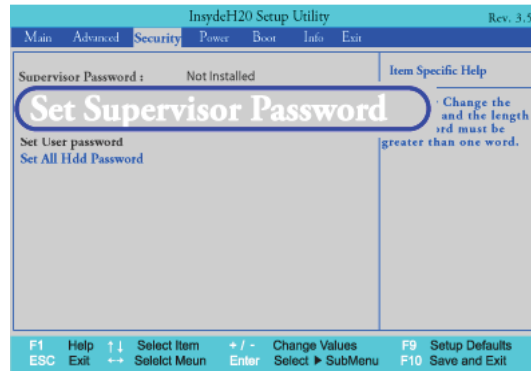 InsydeH20 Setup Utility Rev. 3.5
Main Advanced Security Power Boot Info Exit
Supervisor Password : Not Installed
Item Specific Help
Set Supervisor Password
Change the
and the length
must be
greater than one word.
Set User password
Set All Hdd Password
F1 Help ↑↓ Select Item + / - Change Values F9 Setup Defaults
ESC Exit ↔ Selelct Meun Enter Select ▶ SubMenu F10 Save and Exit